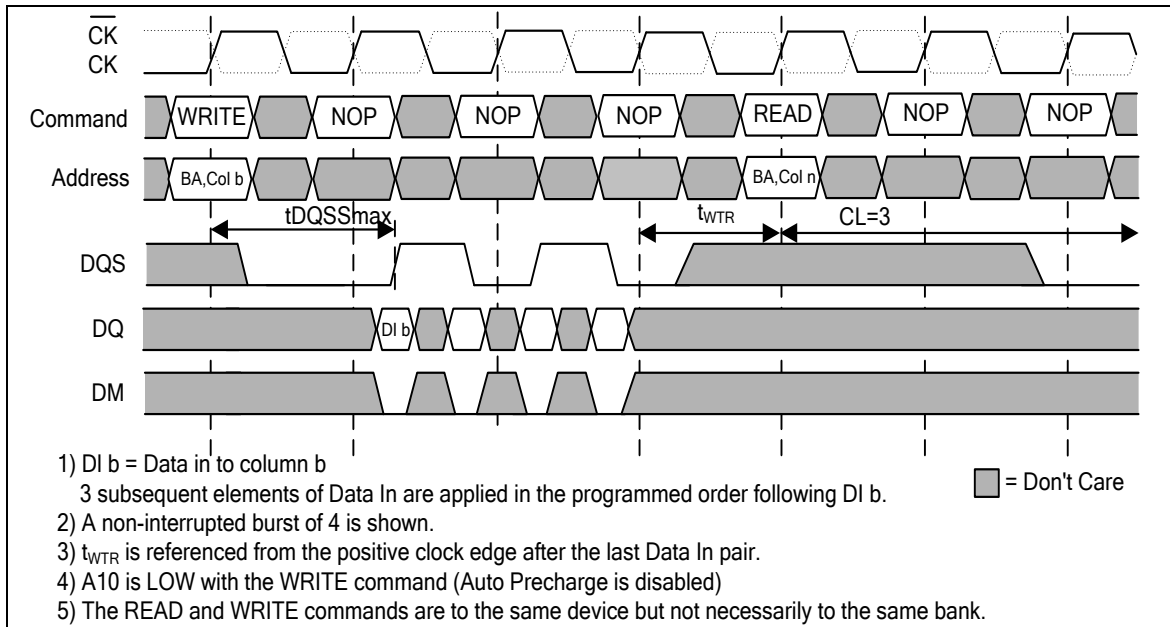 CK
CK
Command WRITE NOP NOP NOP READ NOP NOP
Address BA,Col b BA,Col n
tDQSSmax tWTR CL=3
DQS
DQ DI b
DM
1) DI b = Data in to column b
3 subsequent elements of Data In are applied in the programmed order following DI b.
= Don't Care
2) A non-interrupted burst of 4 is shown.
3) tWTR is referenced from the positive clock edge after the last Data In pair.
4) A10 is LOW with the WRITE command (Auto Precharge is disabled)
5) The READ and WRITE commands are to the same device but not necessarily to the same bank.